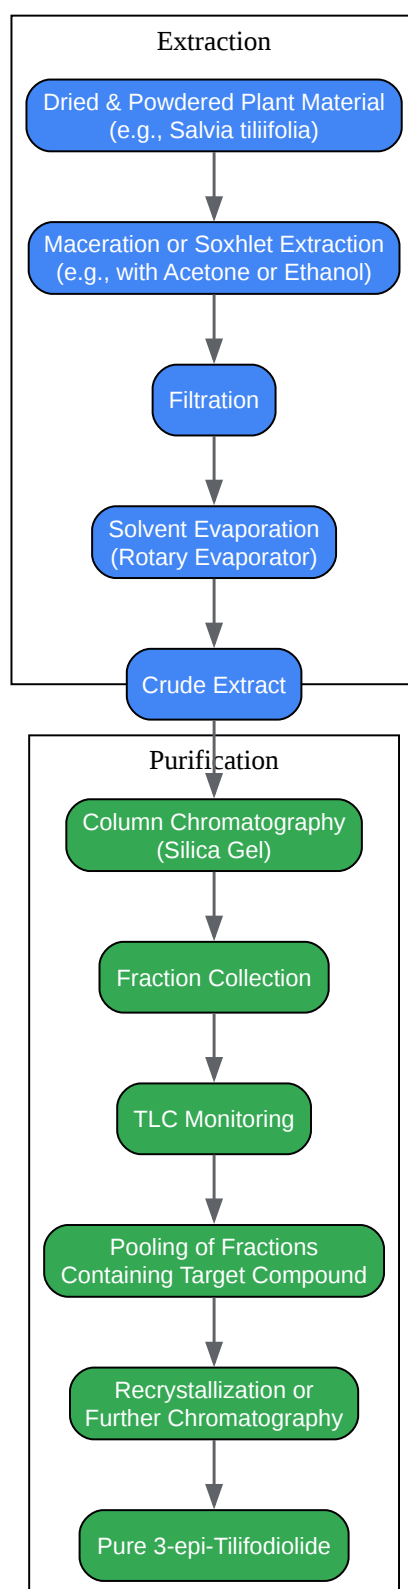 Extraction
Dried & Powdered Plant Material
(e.g., Salvia tiliifolia)
Maceration or Soxhlet Extraction
(e.g., with Acetone or Ethanol)
Filtration
Solvent Evaporation
(Rotary Evaporator)
Crude Extract
Purification
Column Chromatography
(Silica Gel)
Fraction Collection
TLC Monitoring
Pooling of Fractions
Containing Target Compound
Recrystallization or
Further Chromatography
Pure 3-epi-Tilifodiolide